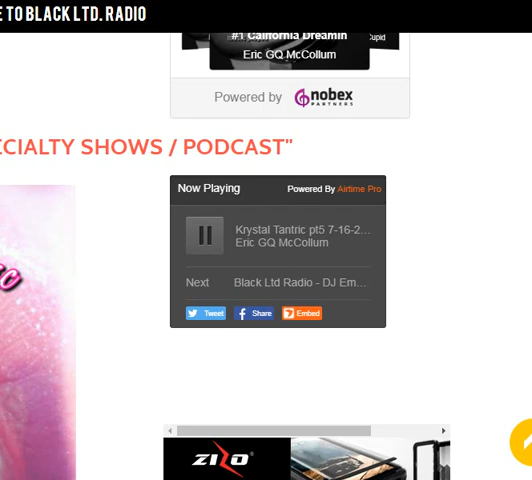 E TO BLACK LTD. RADIO
#1 California Dreamin
Cupid
Eric GQ McCollum
Powered by nobex
PARTNERS
ECIALTY SHOWS / PODCAST"
Now Playing Powered By Airtime Pro
Krystal Tantric pt5 7-16-2...
Eric GQ McCollum
Next Black Ltd Radio - DJ Em...
Tweet Share Embed
ZIZO